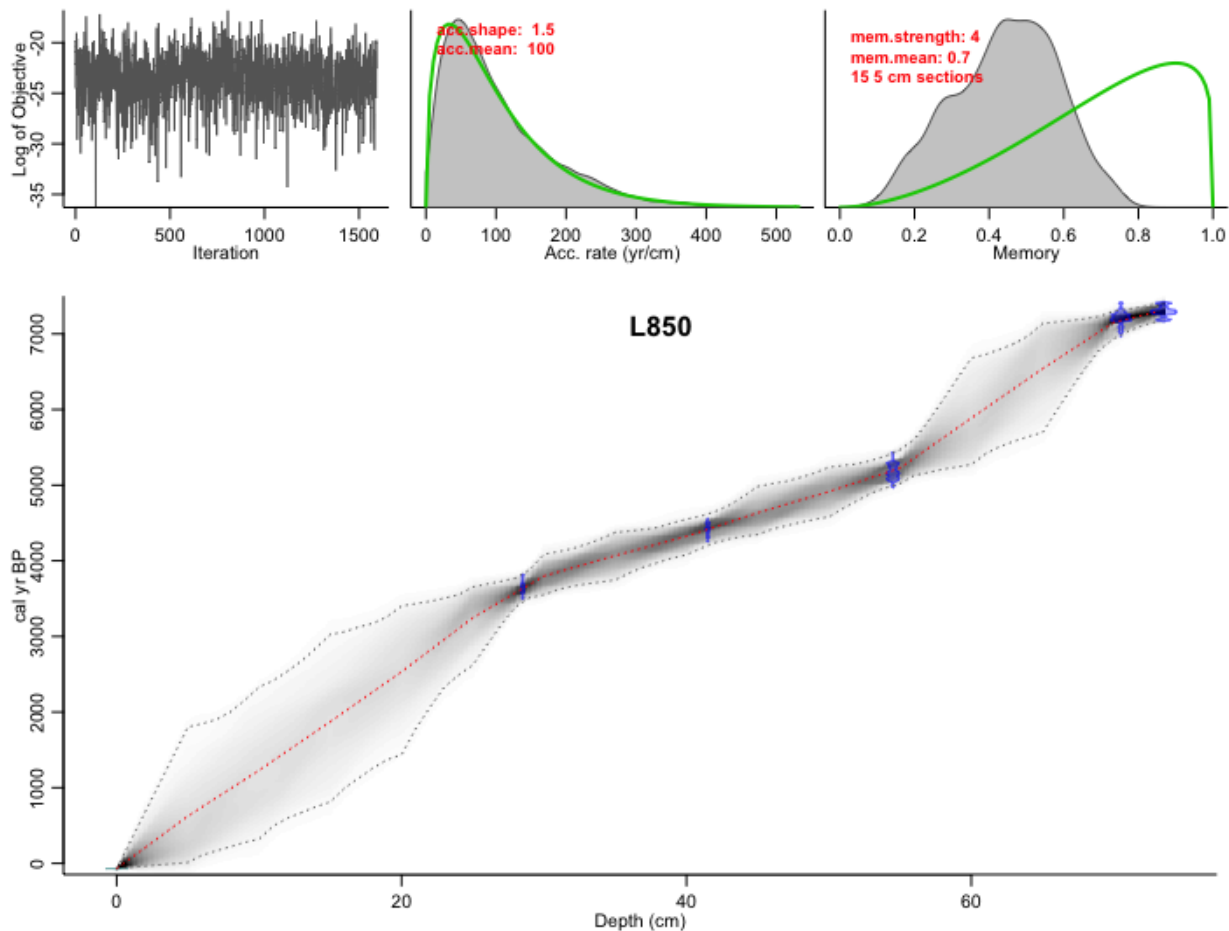 Log of Objective
-35 -30 -25 -20
0 500 1000 1500
Iteration
acc.shape: 1.5
acc.mean: 100
0 100 200 300 400 500
Acc. rate (yr/cm)
mem.strength: 4
mem.mean: 0.7
15 5 cm sections
0.0 0.2 0.4 0.6 0.8 1.0
Memory
L850
cal yr BP
0 1000 2000 3000 4000 5000 6000 7000
0 20 40 60
Depth (cm)